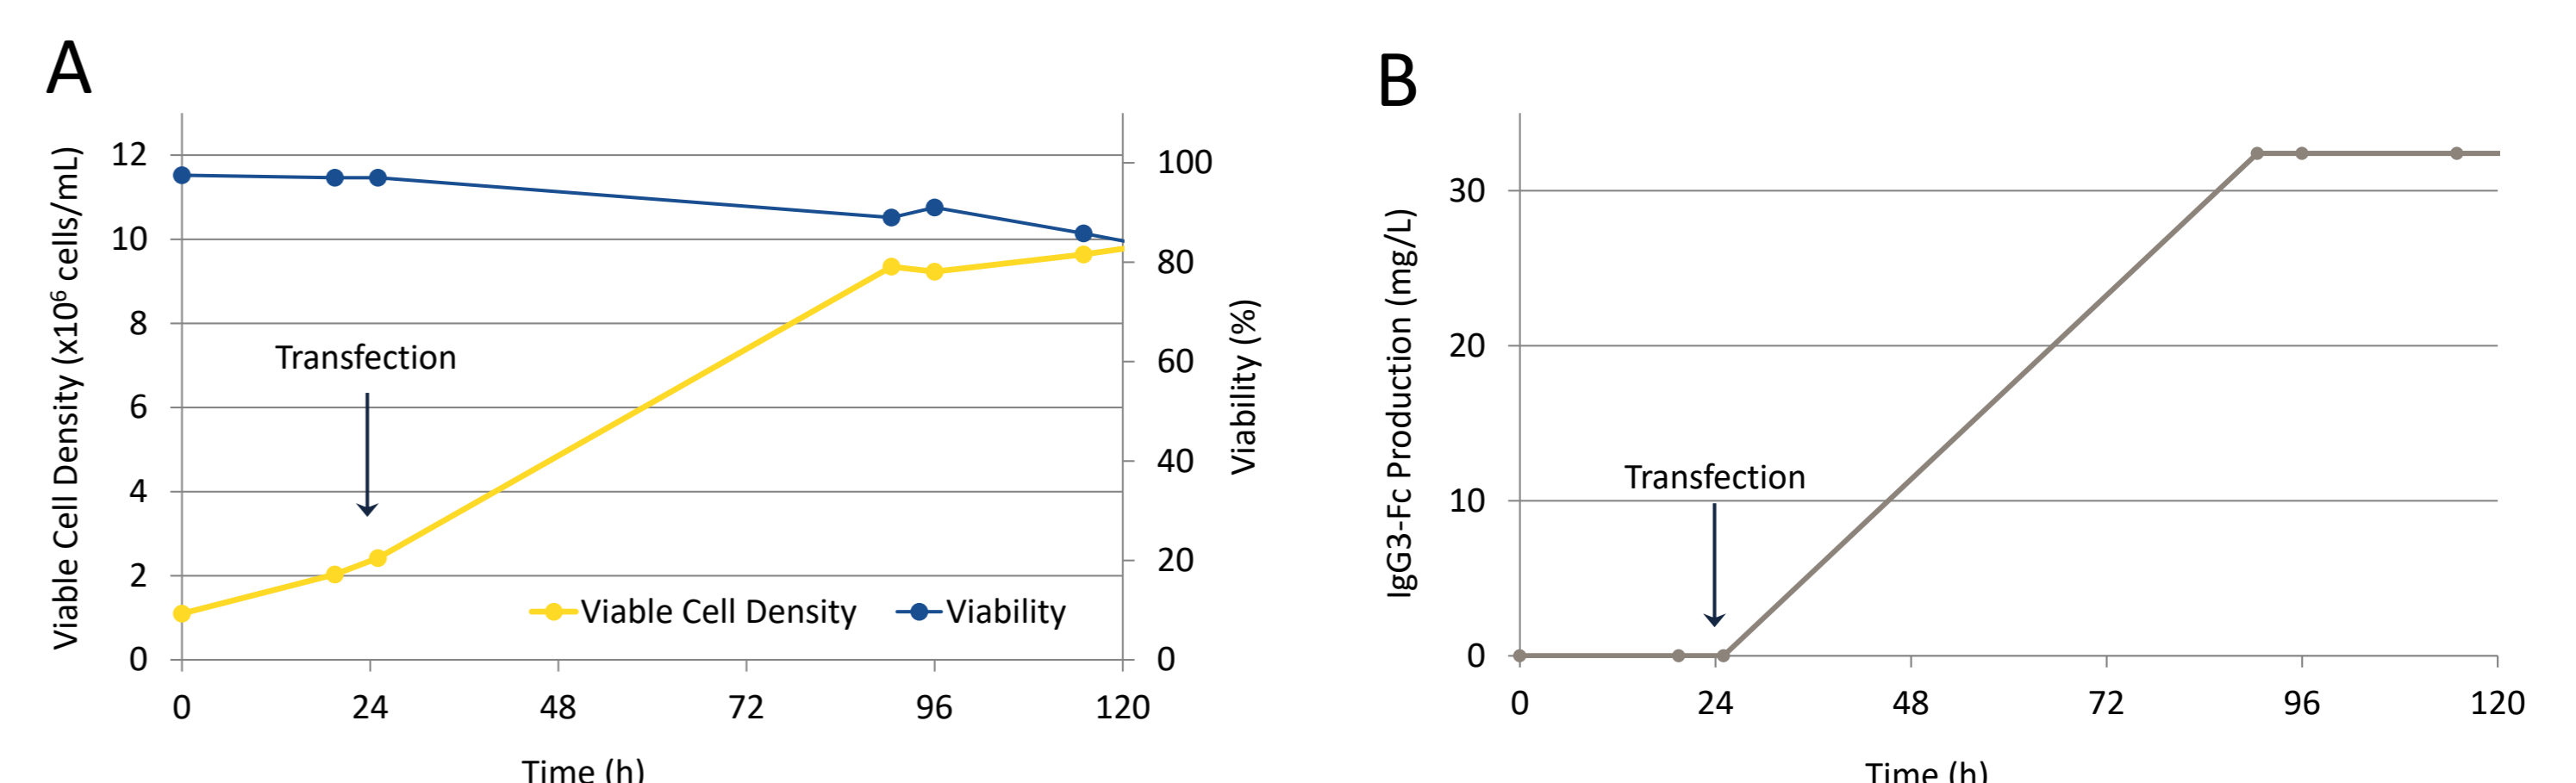 A
Viable Cell Density (x10⁶ cells/mL)
12
10
8
6
4
2
0
Transfection
Viable Cell Density
Viability
100
80
60
40
20
0
Viability (%)
0 24 48 72 96 120
Time (h)
B
IgG3-Fc Production (mg/L)
30
20
10
0
Transfection
0 24 48 72 96 120
Time (h)